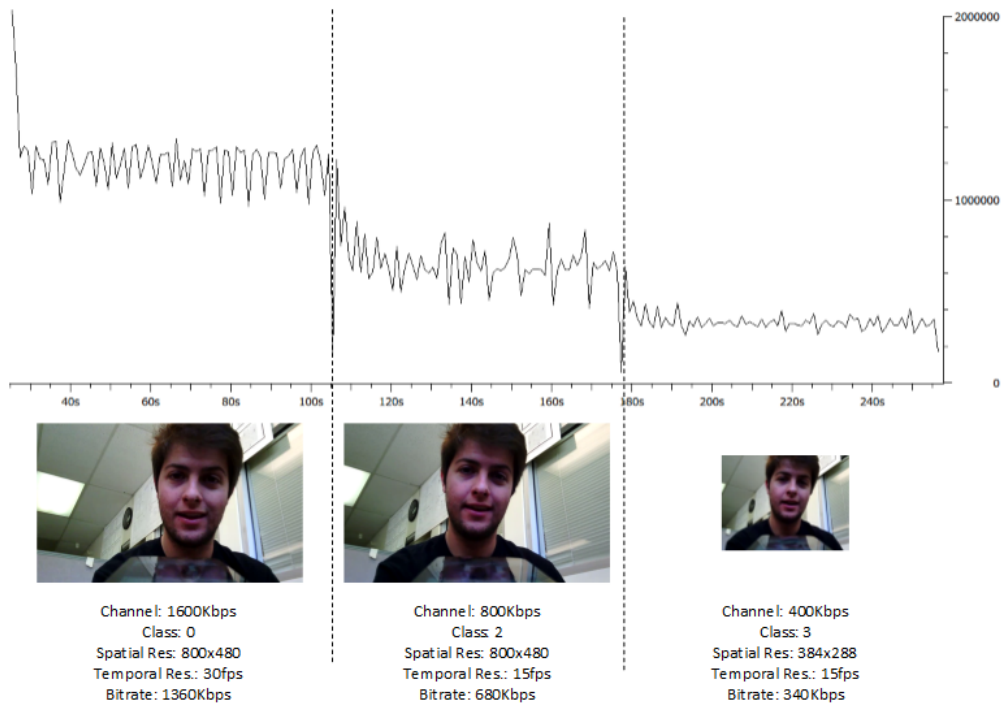 2000000
1000000
0
40s 60s 80s 100s 120s 140s 160s 180s 200s 220s 240s
Channel: 1600Kbps
Class: 0
Spatial Res: 800x480
Temporal Res.: 30fps
Bitrate: 1360Kbps
Channel: 800Kbps
Class: 2
Spatial Res: 800x480
Temporal Res.: 15fps
Bitrate: 680Kbps
Channel: 400Kbps
Class: 3
Spatial Res: 384x288
Temporal Res.: 15fps
Bitrate: 340Kbps